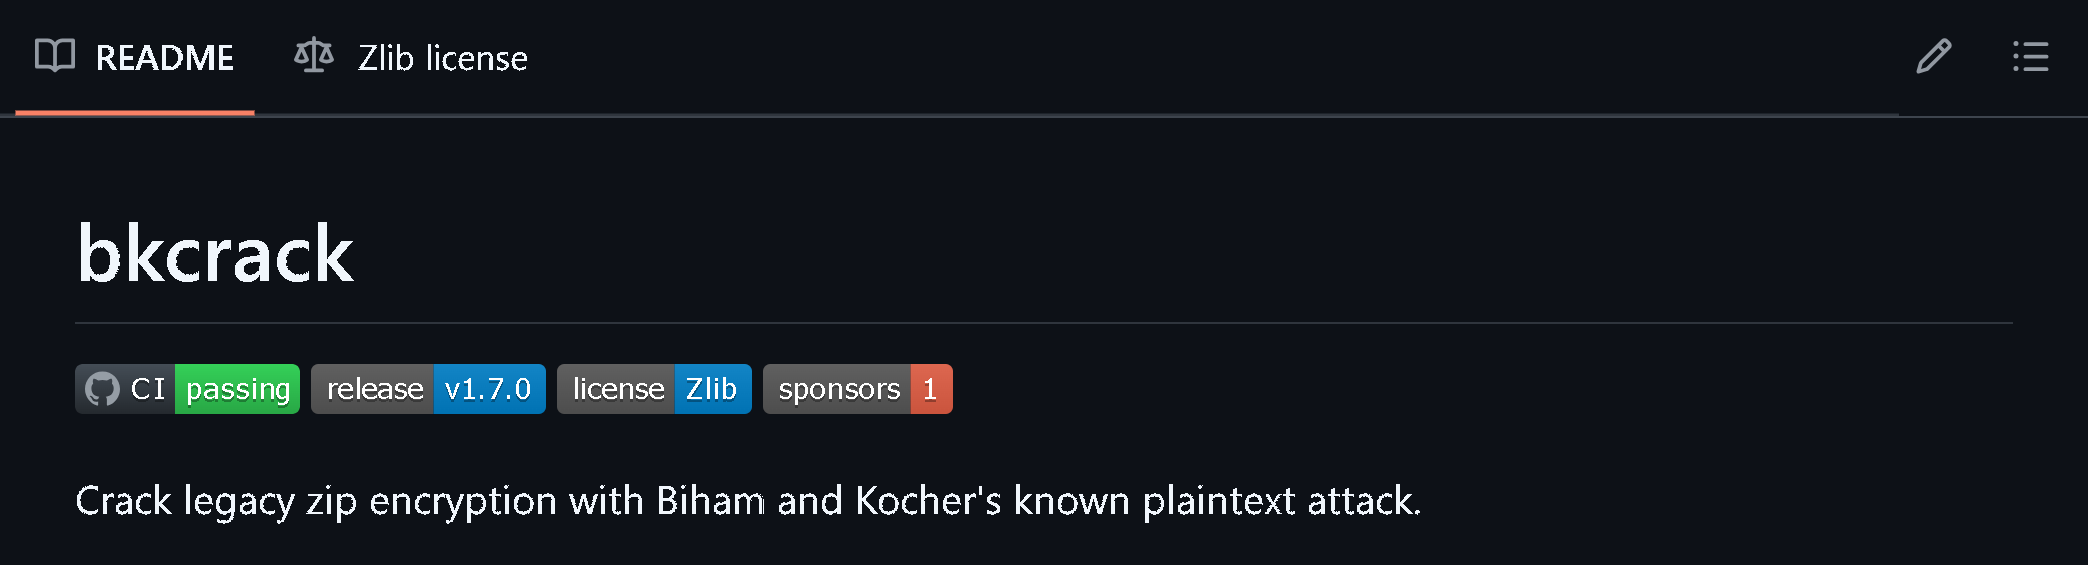 README Zlib license
bkcrack
CI passing release v1.7.0 license Zlib sponsors 1
Crack legacy zip encryption with Biham and Kocher's known plaintext attack.